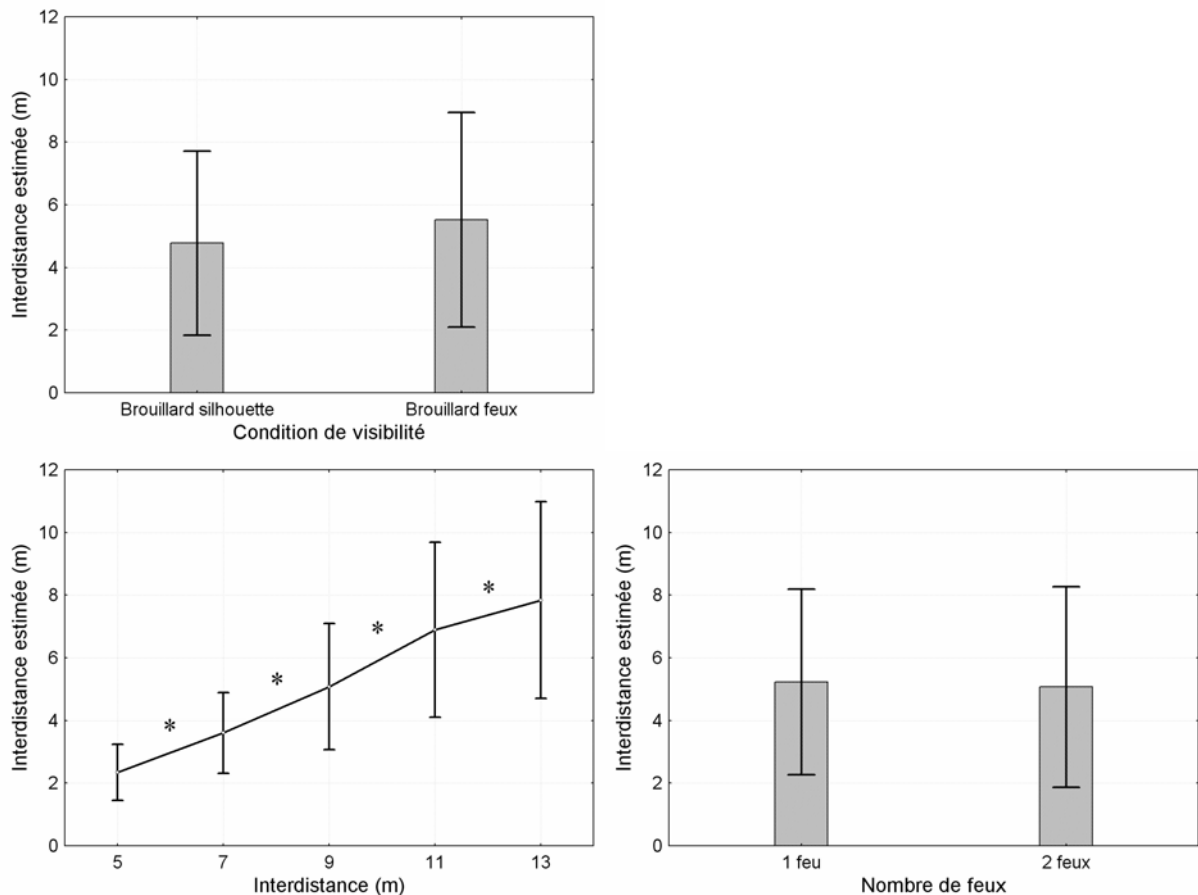 12
10
8
6
4
2
0
Interdistance estimée (m)
Brouillard silhouette Brouillard feux
Condition de visibilité
12
10
8
6
4
2
0
Interdistance estimée (m)
* * * *
5 7 9 11 13
Interdistance (m)
12
10
8
6
4
2
0
Interdistance estimée (m)
1 feu 2 feux
Nombre de feux